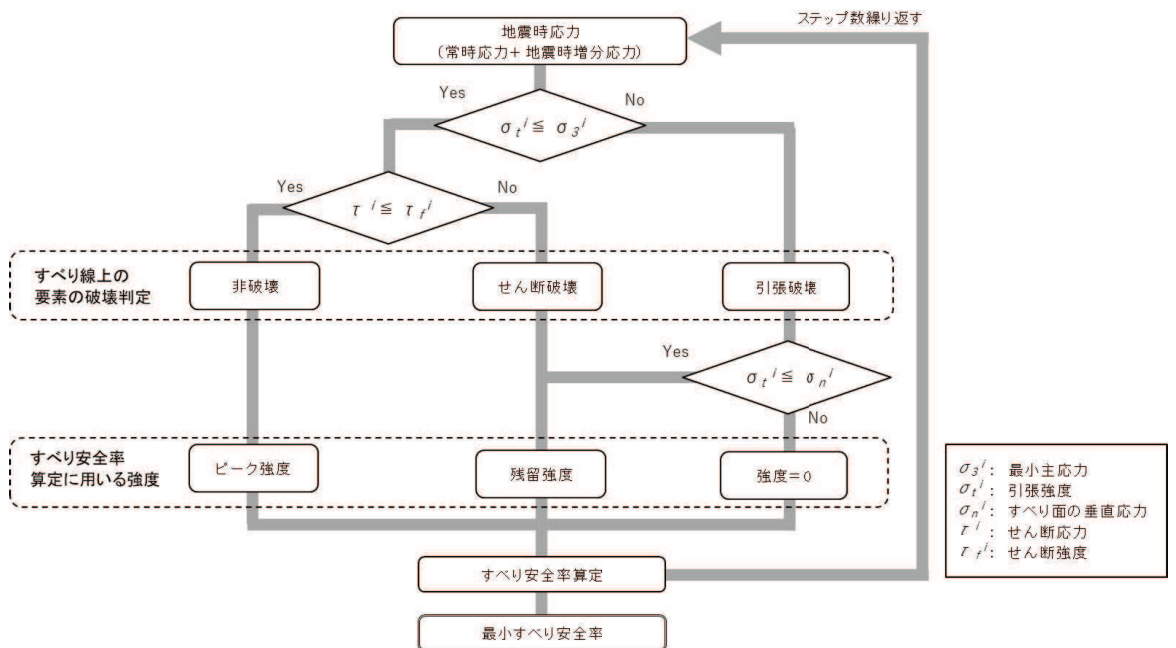 ステップ数繰り返す
地震時応力
(常時応力+地震時増分応力)
Yes
No
σt^i ≦ σ3^i
Yes
No
τ^i ≦ τf^i
すべり線上の
要素の破壊判定
非破壊
せん断破壊
引張破壊
Yes
σt^i ≦ σn^i
No
すべり安全率
算定に用いる強度
ピーク強度
残留強度
強度=0
σ3^i: 最小主応力
σt^i: 引張強度
σn^i: すべり面の垂直応力
τ^i: せん断応力
τf^i: せん断強度
すべり安全率算定
最小すべり安全率